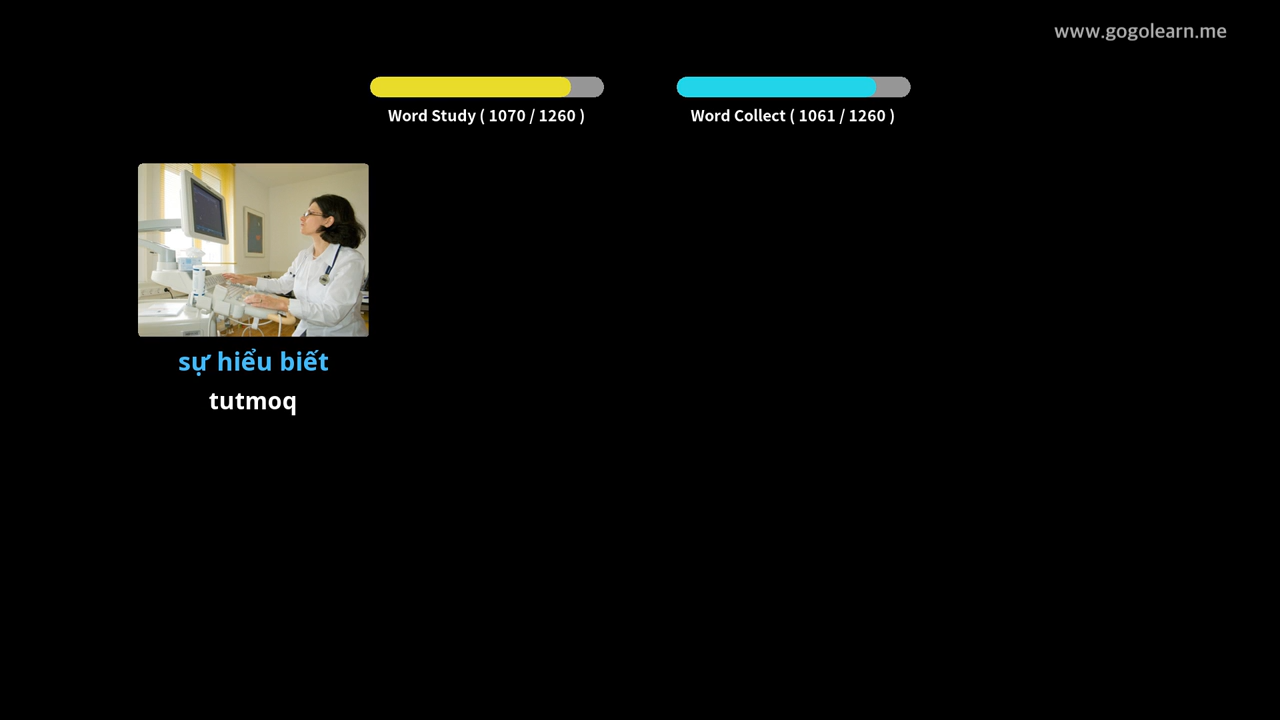 www.gogolearn.me
Word Study ( 1070 / 1260 )
Word Collect ( 1061 / 1260 )
sự hiểu biết
tutmoq